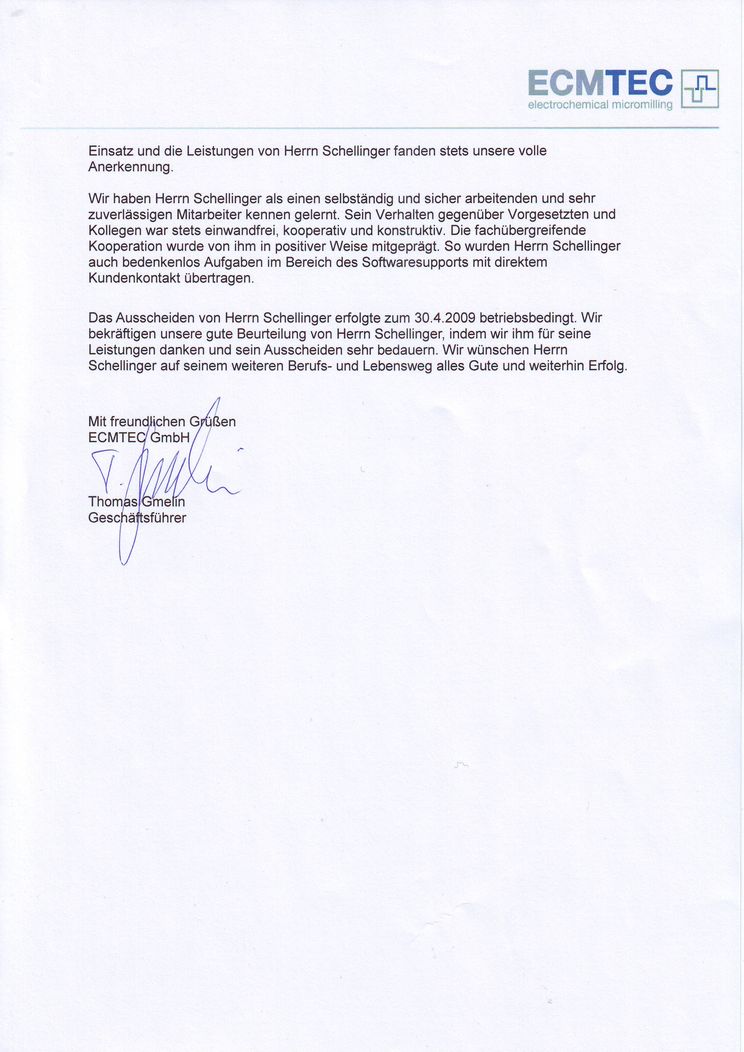 ECMTEC
electrochemical micromilling
Einsatz und die Leistungen von Herrn Schellinger fanden stets unsere volle
Anerkennung.
Wir haben Herrn Schellinger als einen selbständig und sicher arbeitenden und sehr
zuverlässigen Mitarbeiter kennen gelernt. Sein Verhalten gegenüber Vorgesetzten und
Kollegen war stets einwandfrei, kooperativ und konstruktiv. Die fachübergreifende
Kooperation wurde von ihm in positiver Weise mitgeprägt. So wurden Herrn Schellinger
auch bedenkenlos Aufgaben im Bereich des Softwaresupports mit direktem
Kundenkontakt übertragen.
Das Ausscheiden von Herrn Schellinger erfolgte zum 30.4.2009 betriebsbedingt. Wir
bekräftigen unsere gute Beurteilung von Herrn Schellinger, indem wir ihm für seine
Leistungen danken und sein Ausscheiden sehr bedauern. Wir wünschen Herrn
Schellinger auf seinem weiteren Berufs- und Lebensweg alles Gute und weiterhin Erfolg.
Mit freundlichen Grüßen
ECMTEC GmbH
T. Gmelin
Thomas Gmelin
Geschäftsführer